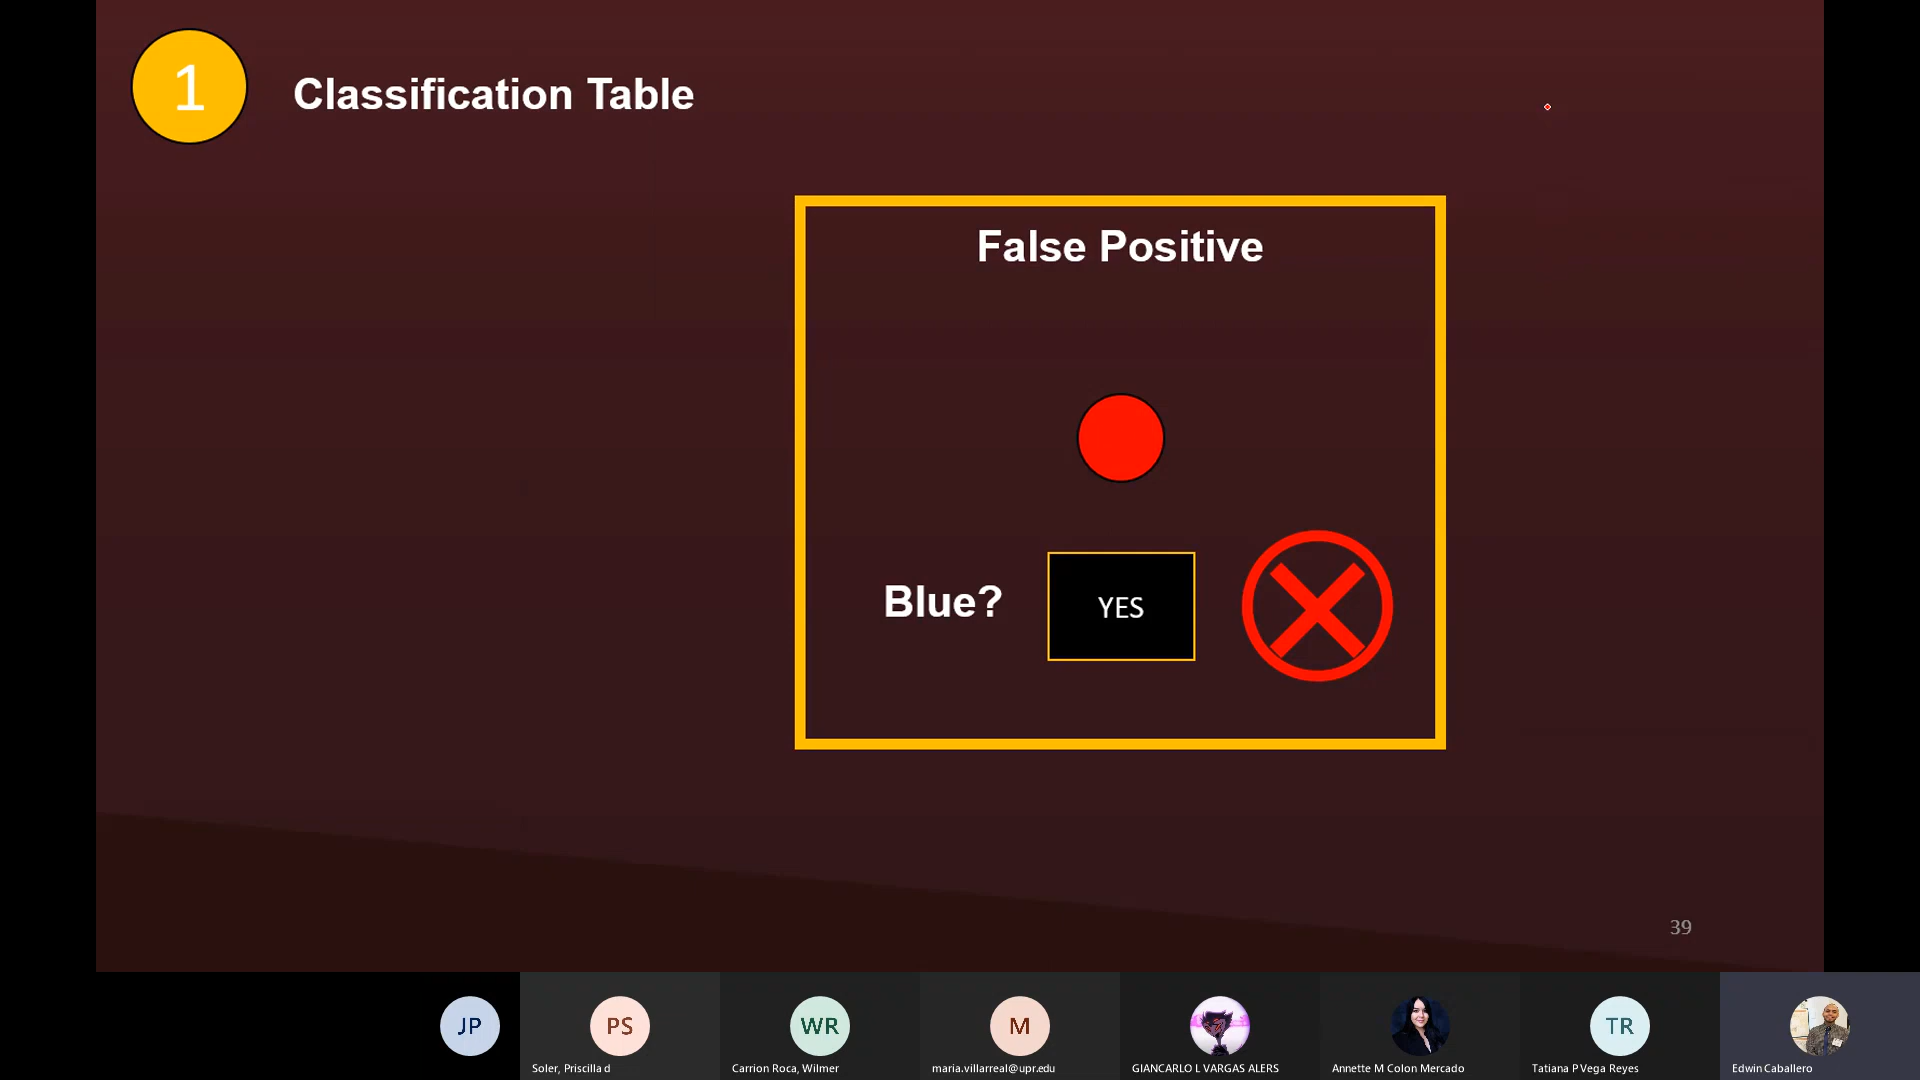 1
Classification Table
False Positive
Blue?
YES
39
JP
PS
WR
M
TR
Soler, Priscilla d
Carrion Roca, Wilmer
maria.villarreal@upr.edu
GIANCARLO L VARGAS ALERS
Annette M Colon Mercado
Tatiana P Vega Reyes
Edwin Caballero